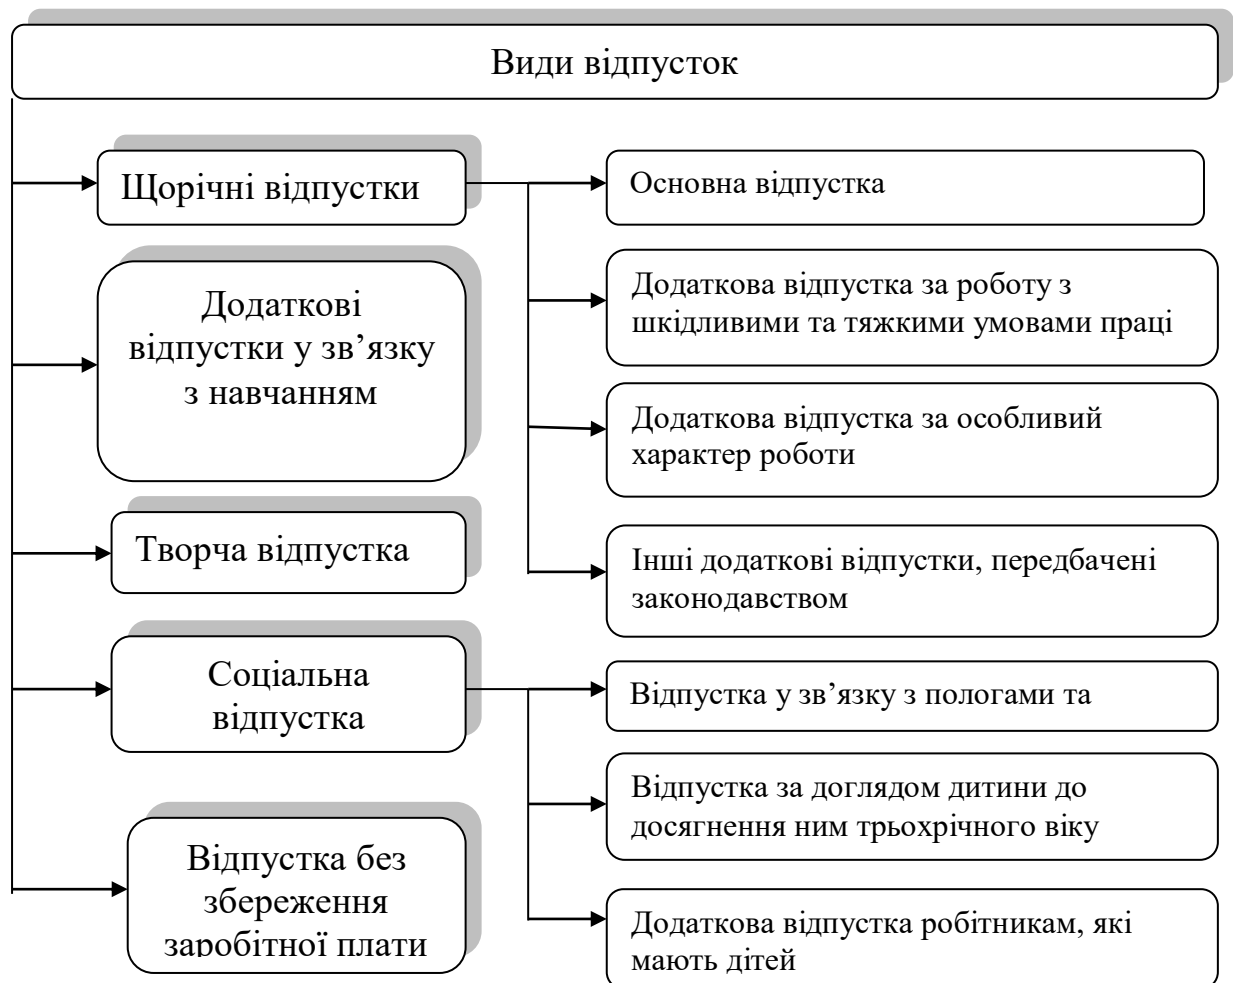 Види відпусток
Щорічні відпустки
Основна відпустка
Додаткова відпустка за роботу з
шкідливими та тяжкими умовами праці
Додаткові
відпустки у зв’язку
з навчанням
Додаткова відпустка за особливий
характер роботи
Творча відпустка
Інші додаткові відпустки, передбачені
законодавством
Соціальна
відпустка
Відпустка у зв’язку з пологами та
Відпустка за доглядом дитини до
досягнення ним трьохрічного віку
Відпустка без
збереження
заробітної плати
Додаткова відпустка робітникам, які
мають дітей